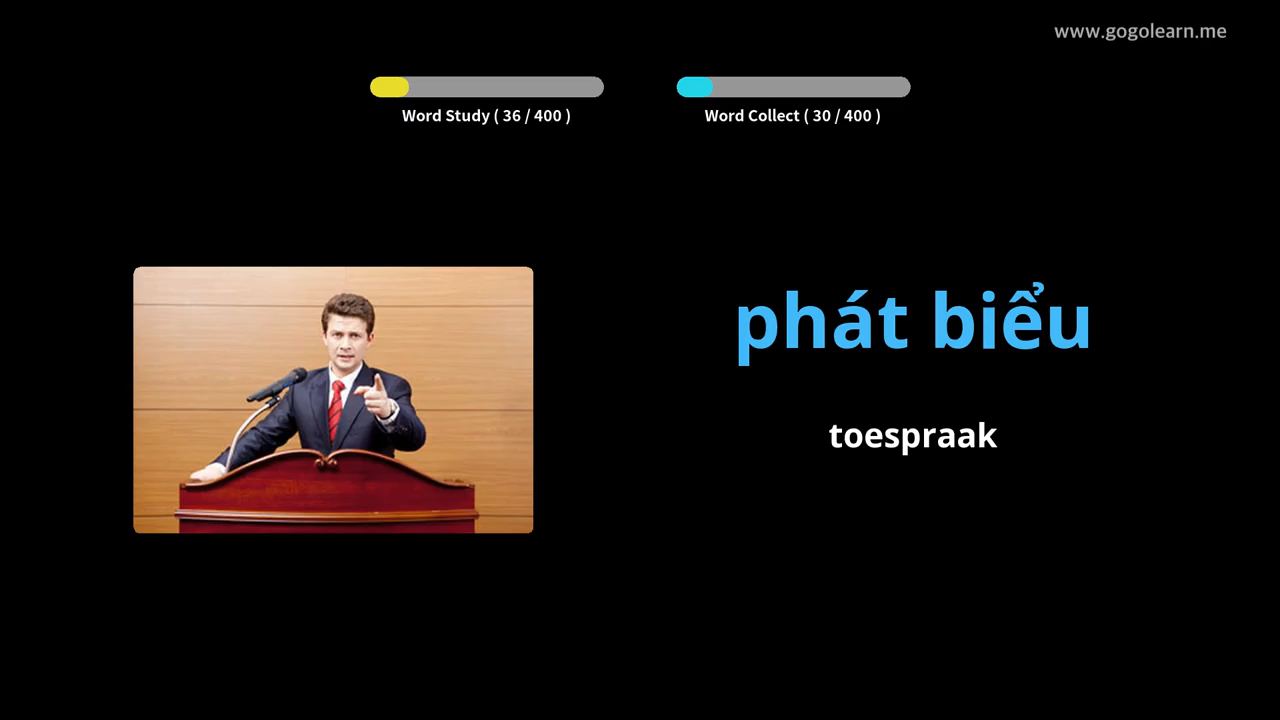 www.gogolearn.me
Word Study ( 36 / 400 )
Word Collect ( 30 / 400 )
phát biểu
toespraak